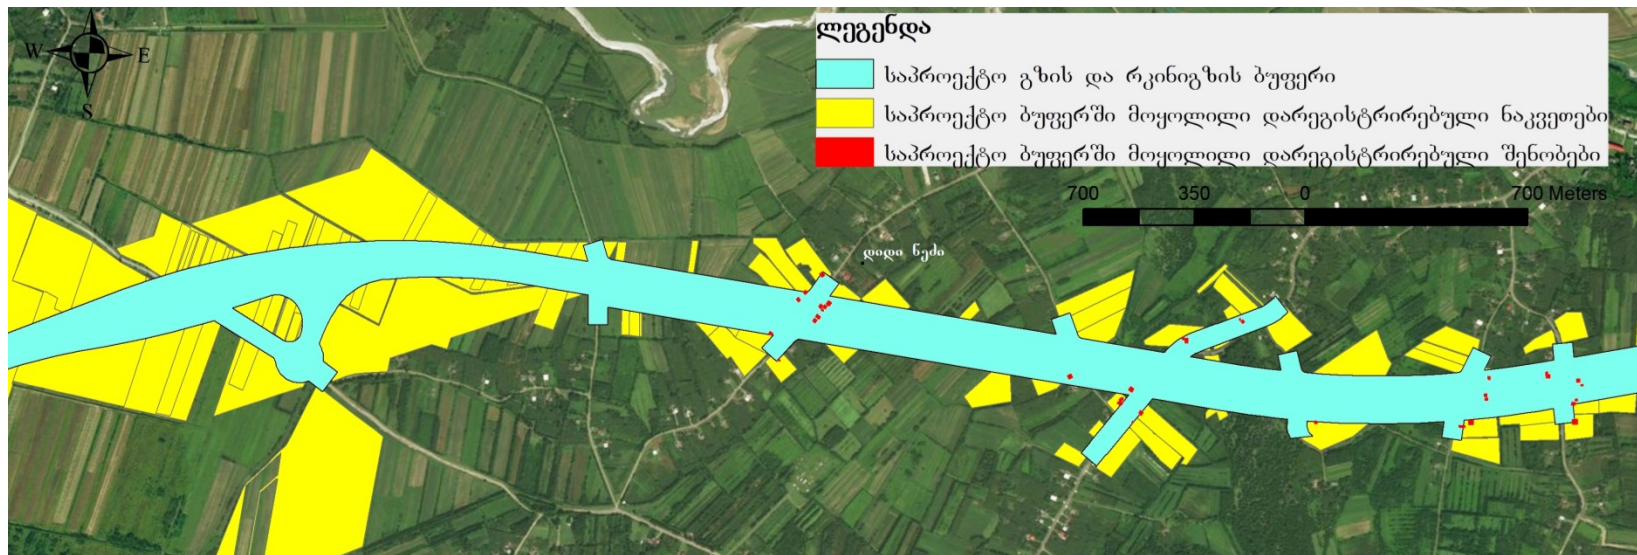 ლეგენდა
საპროექტო გზის და რკინიგზის ბუფერი
საპროექტო ბუფერში მოყოლილი დარეგისტრირებული ნაკვეთები
საპროექტო ბუფერში მოყოლილი დარეგისტრირებული შენობები
W E
S
700 350 0 700 Meters
დიდი ნეძი